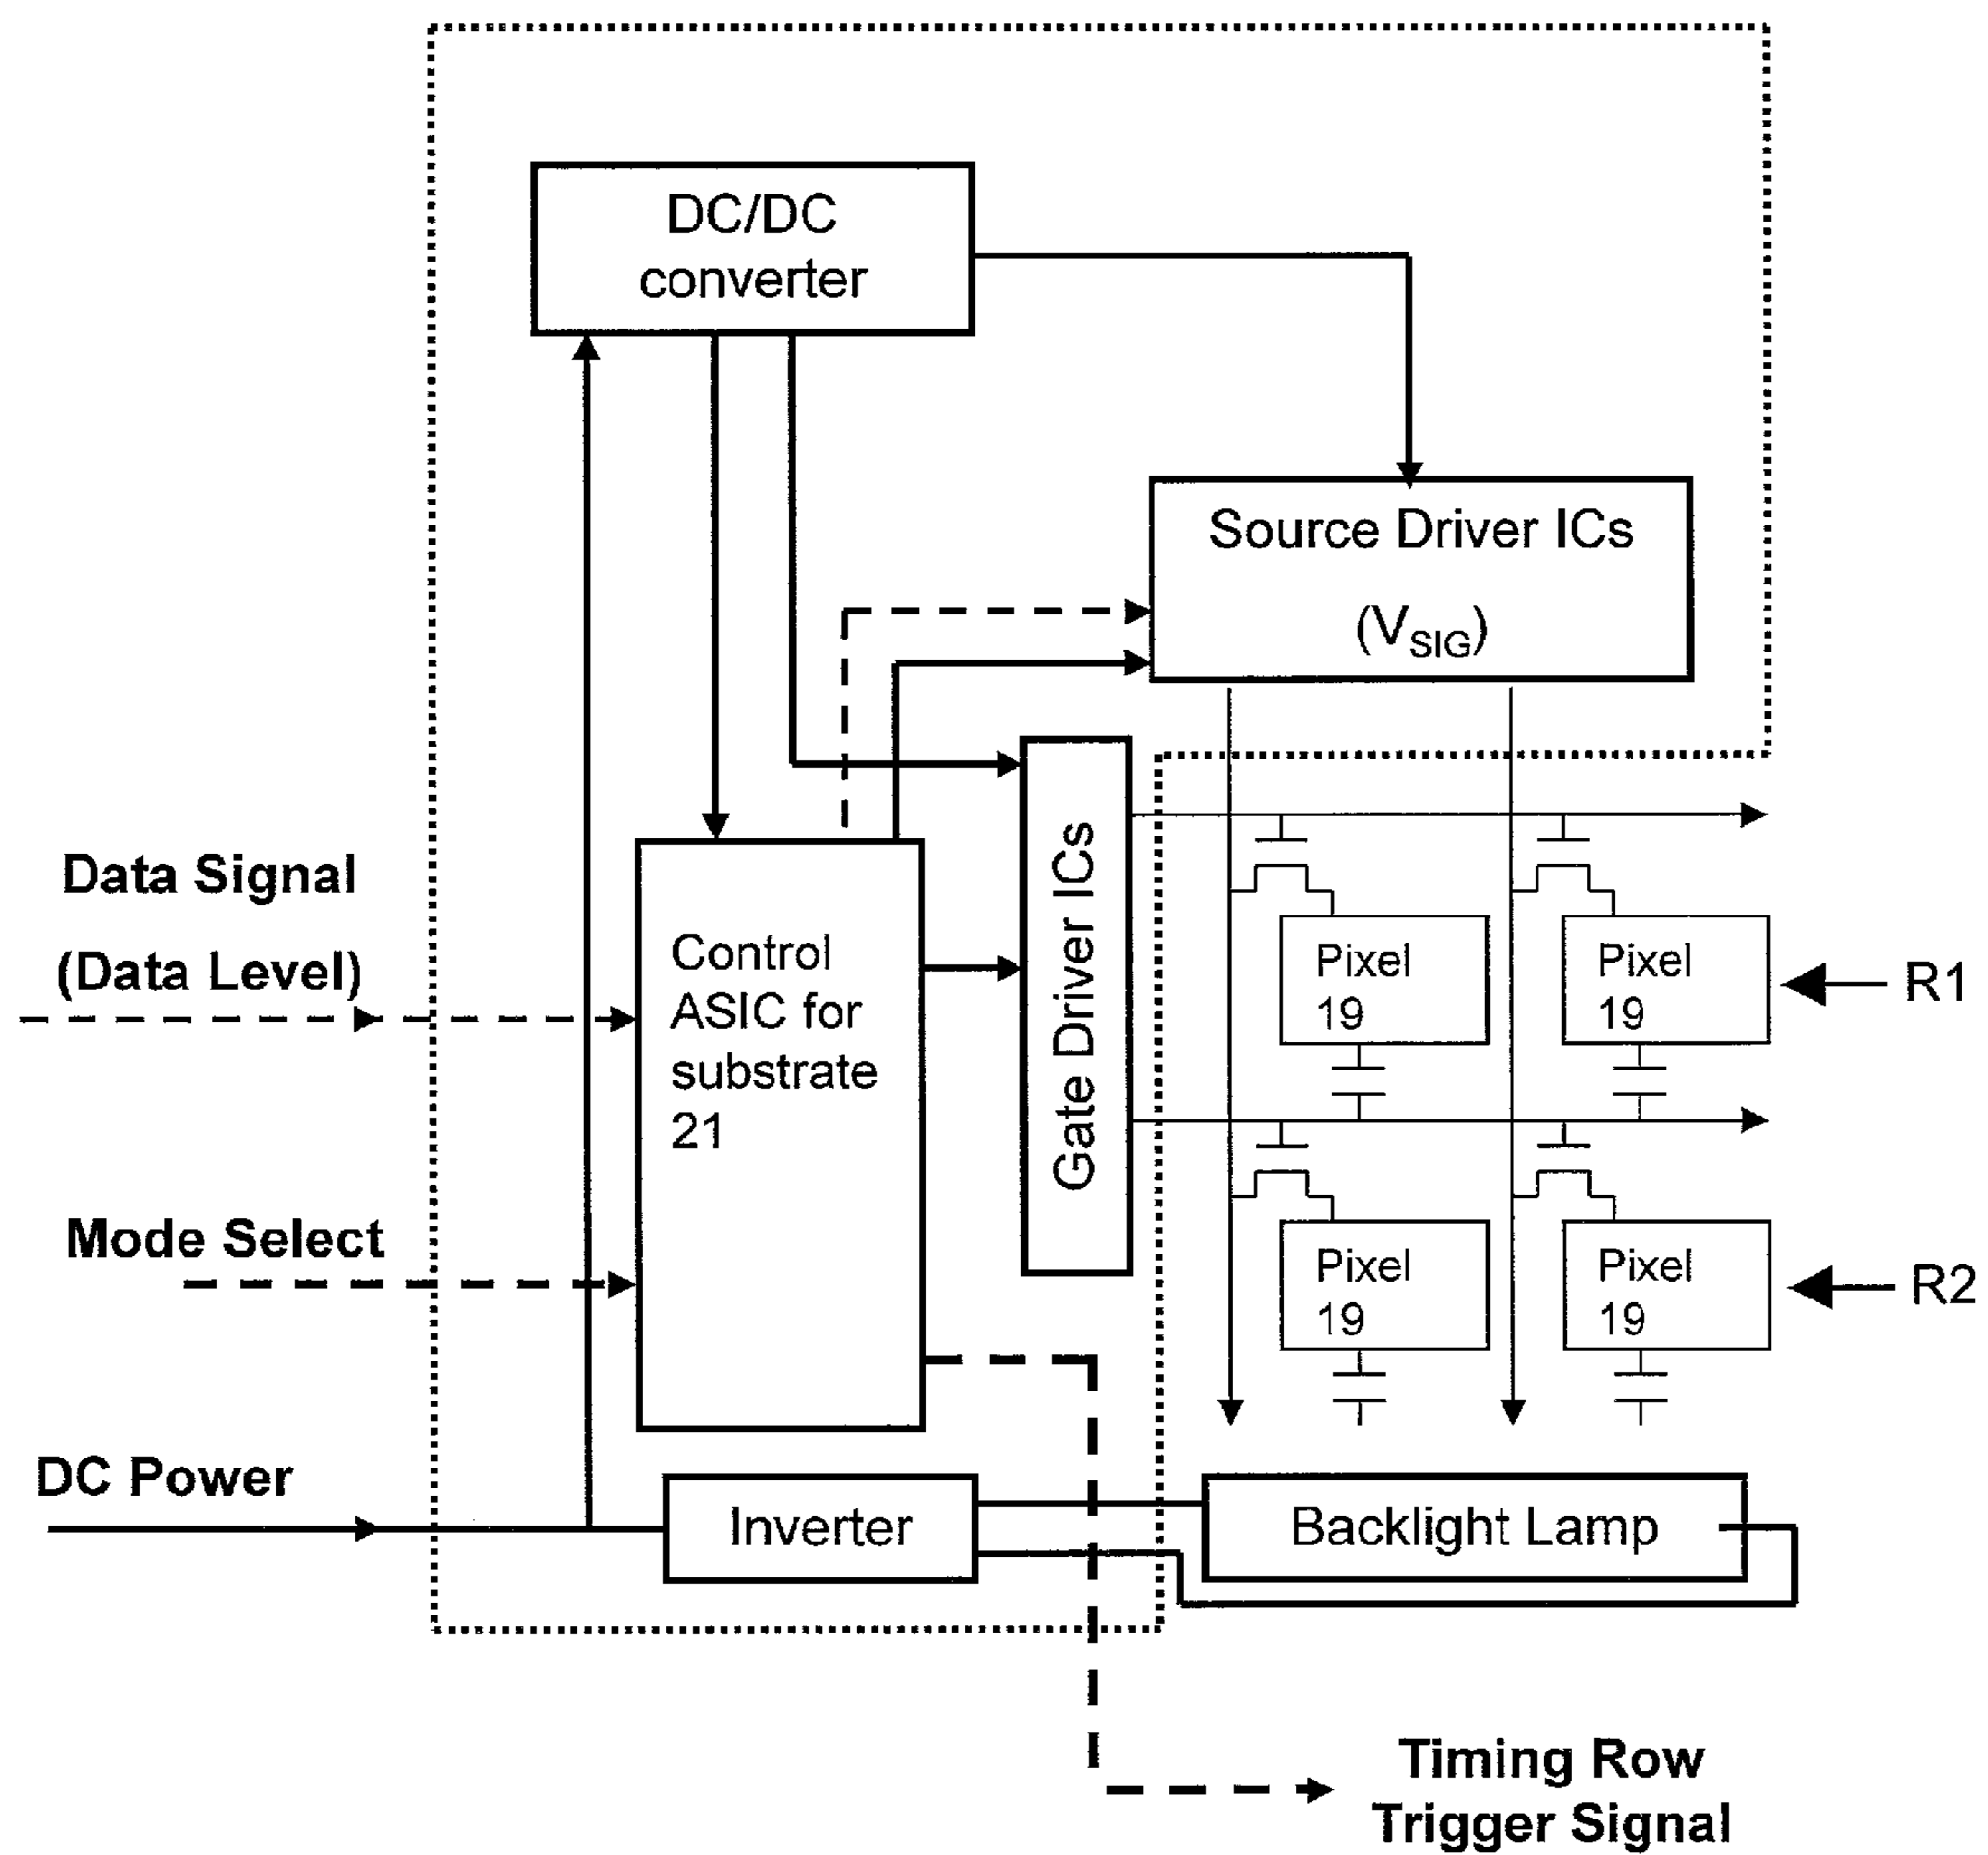 DC/DC
converter
Source Driver ICs
(VSIG)
Data Signal
(Data Level)
Control
ASIC for
substrate
21
Gate Driver ICs
Pixel
19
Pixel
19
R1
Mode Select
Pixel
19
Pixel
19
R2
DC Power
Inverter
Backlight Lamp
Timing Row
Trigger Signal